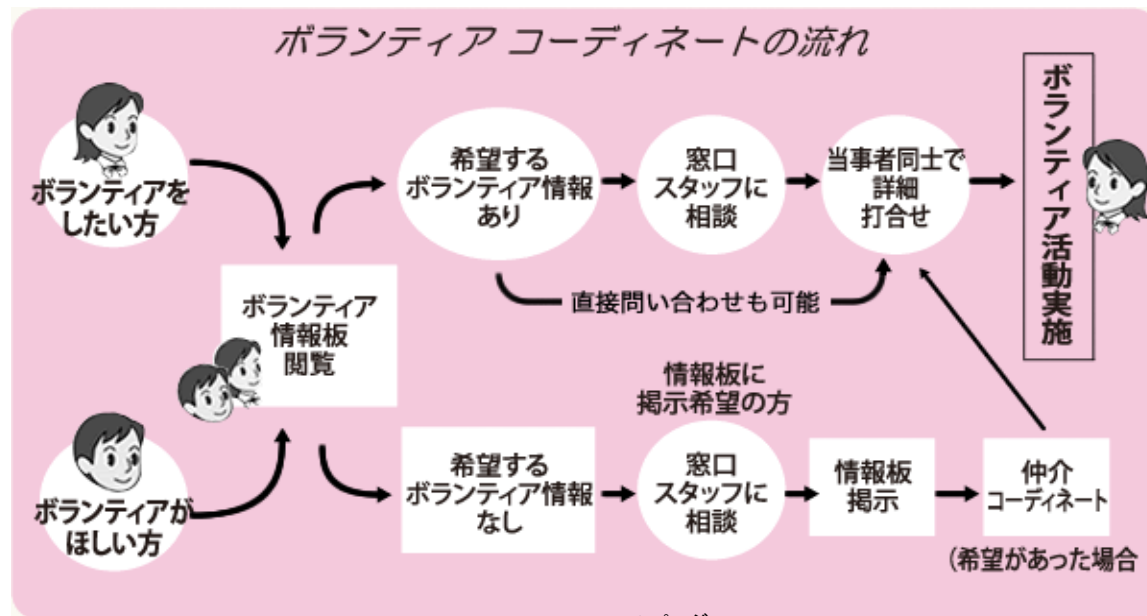 ボランティア コーディネートの流れ
ボランティアを
したい方
ボランティアが
ほしい方
ボランティア
情報板
閲覧
希望する
ボランティア情報
あり
窓口
スタッフに
相談
当事者同士で
詳細
打合せ
ボランティア活動実施
直接問い合わせも可能
希望する
ボランティア情報
なし
情報板に
掲示希望の方
窓口
スタッフに
相談
情報板
掲示
仲介
コーディネート
(希望があった場合